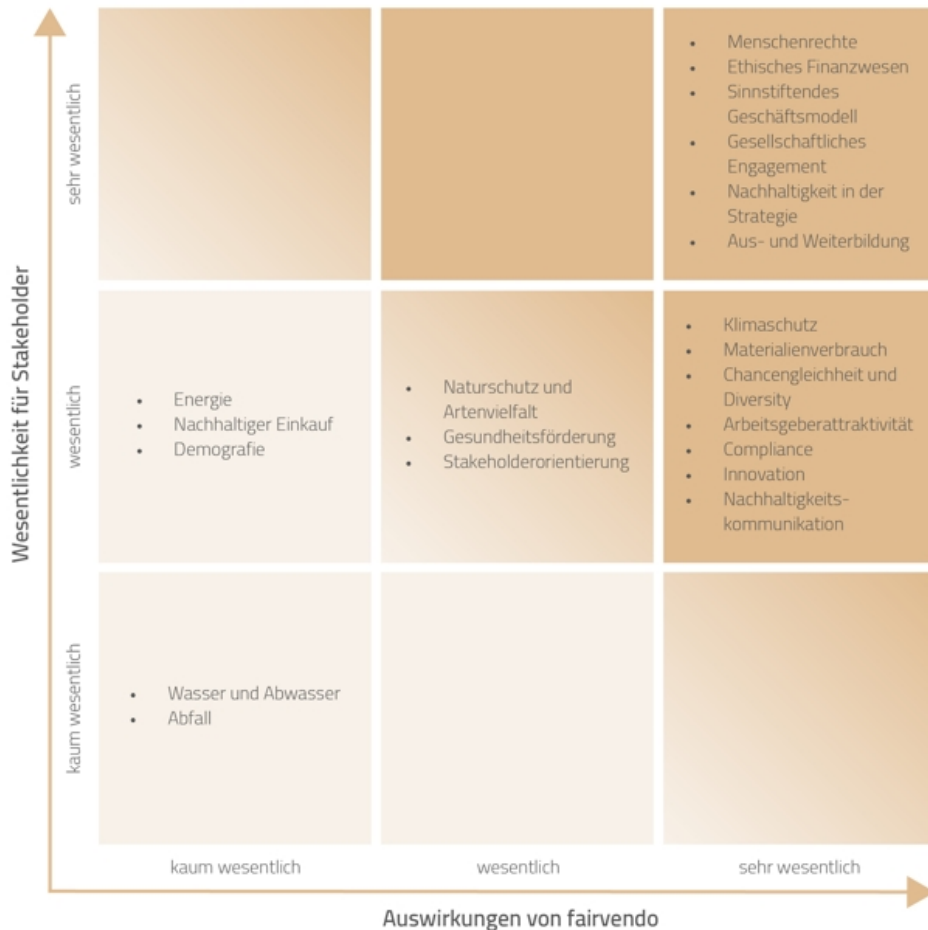 Wesentlichkeit für Stakeholder
sehr wesentlich
• Menschenrechte
• Ethisches Finanzwesen
• Sinnstiftendes
Geschäftsmodell
• Gesellschaftliches
Engagement
• Nachhaltigkeit in der
Strategie
• Aus- und Weiterbildung
wesentlich
• Energie
• Nachhaltiger Einkauf
• Demografie
• Naturschutz und
Artenvielfalt
• Gesundheitsförderung
• Stakeholderorientierung
• Klimaschutz
• Materialienverbrauch
• Chancengleichheit und
Diversity
• Arbeitsgeberattraktivität
• Compliance
• Innovation
• Nachhaltigkeits-
kommunikation
kaum wesentlich
• Wasser und Abwasser
• Abfall
kaum wesentlich
wesentlich
sehr wesentlich
Auswirkungen von fairvendo